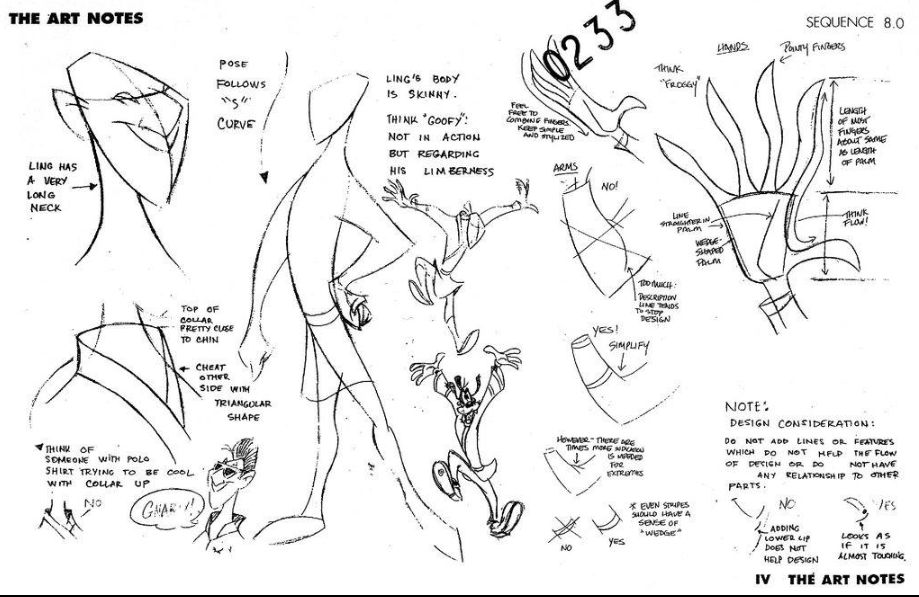 THE ART NOTES
SEQUENCE 8.0
0233
LING HAS
A VERY
LONG
NECK
POSE
FOLLOWS
"S"
CURVE
LING'S BODY
IS SKINNY.
THINK "GOOFY":
NOT IN ACTION
BUT REGARDING
HIS LIMBERNESS
TOP OF
COLLAR
PRETTY CLOSE
TO CHIN
CHEAT
OTHER
SIDE WITH
TRIANGULAR
SHAPE
THINK OF
SOMEONE WITH POLO
SHIRT TRYING TO BE COOL
WITH COLLAR UP
NO
GNARLY!
HANDS
POINTY FINGERS
THINK
"FROGGY"
FEEL
FREE TO
COMBINE FINGERS.
KEEP SIMPLE
AND STYLIZED
LENGTH
OF MOST
FINGERS
ABOUT SAME
AS LENGTH
OF PALM
LINE
STRAIGHTER IN
PALM
WEDGE-
SHAPED
PALM
THINK
FLOW!
ARMS
NO!
TOO MUCH:
DESCRIPTION
LINE TENDS
TO STOP
DESIGN
YES!
SIMPLIFY
HOWEVER - THERE ARE
TIMES MORE INDICATION
IS NEEDED
FOR
EXTREMES
* EVEN STRIPES
SHOULD HAVE A
SENSE OF
"WEDGE"
NO
YES
NOTE:
DESIGN CONSIDERATION:
DO NOT ADD LINES OR FEATURES
WHICH DO NOT HELP THE FLOW
OF DESIGN OR DO NOT HAVE
ANY RELATIONSHIP TO OTHER
PARTS.
NO
ADDING
LOWER LIP
DOES NOT
HELP DESIGN
YES
LOOKS AS
IF IT IS
ALMOST TOUCHING.
IV THE ART NOTES